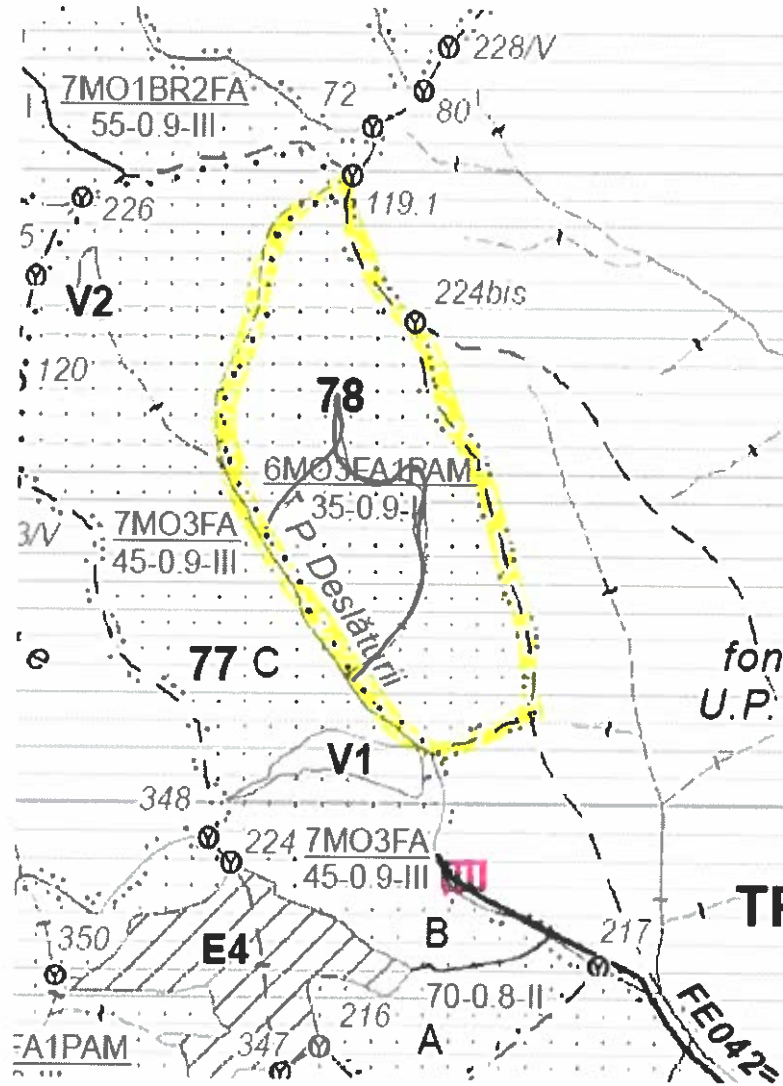 228/V
7MO1BR2FA
55-0.9-III
72
80¹
226
119.1
5
V2
224bis
120
78
6MO3FA1PAM
35-0.9-I
3/V
7MO3FA
45-0.9-III
P. Deslăturii
77 C
e
fon
U.P.
V1
348
224
7MO3FA
45-0.9-III
B
217
350
E4
70-0.8-II
216
347
A
FA1PAM
FE042=